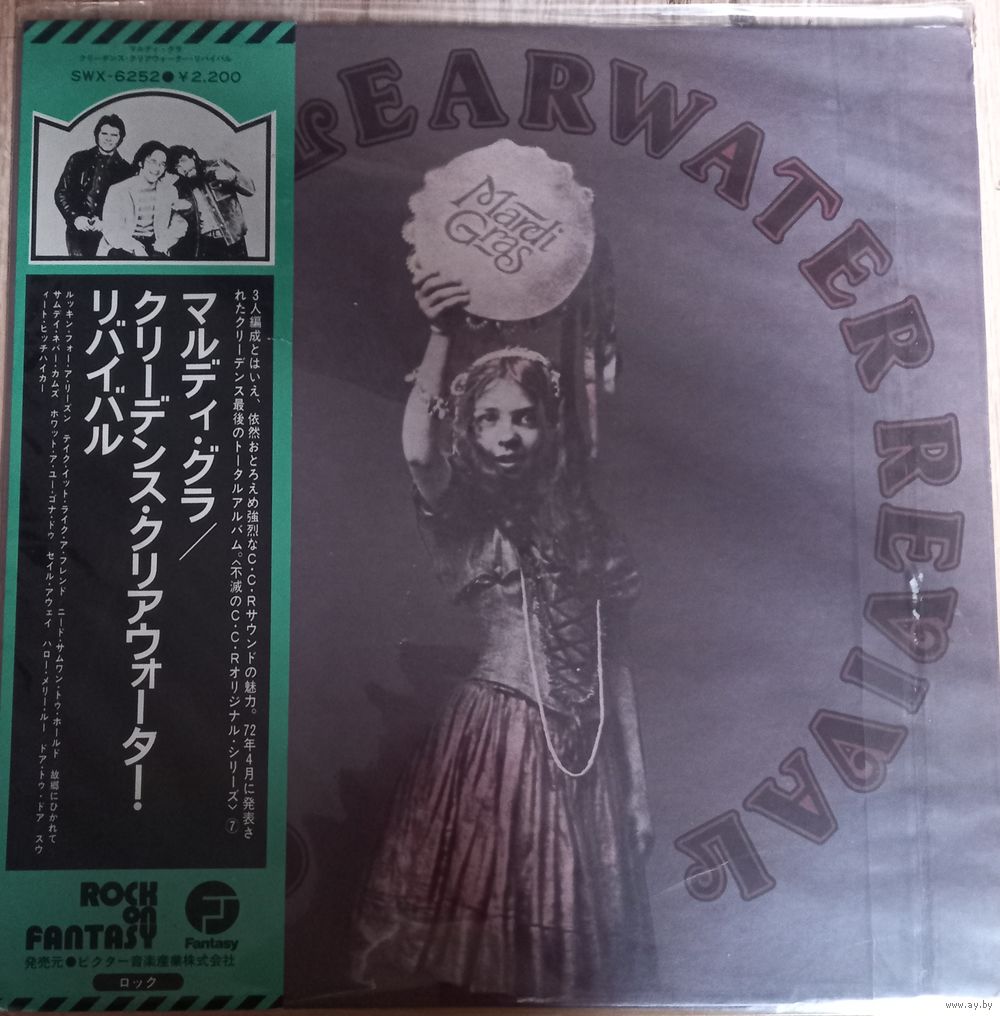 マルディ・グラ
クリーデンス・クリアウォーター・リバイバル
SWX-6252●¥2,200
3人編成とはいえ、依然おとろえめ強烈なC・C・Rサウンドの魅力。72年4月に発表さ
れたクリーデンス最後のトータルアルバム。〈不滅のC・C・Rオリジナル・シリーズ〉⑦
マルディ・グラ/
クリーデンス・クリアウォーター・
リバイバル
ルッキン・フォー・ア・リーズン テイク・イット・ライク・ア・フレンド ニード・サムワン・トゥ・ホールド 故郷にひかれて
サムデイ・ネバー・カムズ ホワット・ア・ユー・ゴナ・ドゥ セイル・アウェイ ハロー・メリー・ルー ドア・トゥ・ドア スウ
ィート・ヒッチハイカー
ROCK
on
FANTASY
Fantasy
発売元●ビクター音楽産業株式会社
ロック
LEARWATER REVIVAL
Mardi
Gras
www.ay.by